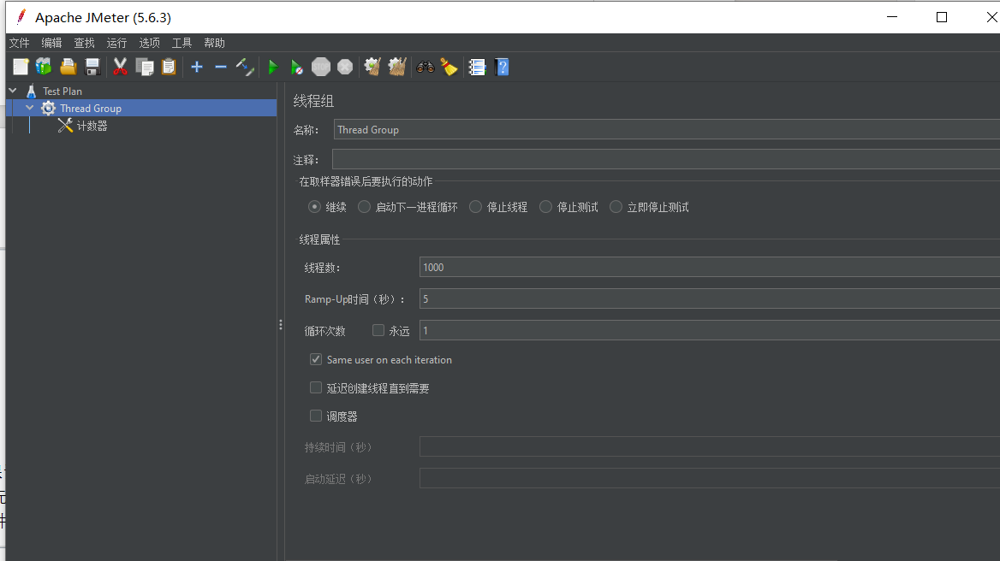 Apache JMeter (5.6.3)
文件 编辑 查找 运行 选项 工具 帮助
STOP
Test Plan
Thread Group
计数器
线程组
名称： Thread Group
注释：
在取样器错误后要执行的动作
继续 启动下一进程循环 停止线程 停止测试 立即停止测试
线程属性
线程数： 1000
Ramp-Up时间（秒）： 5
循环次数 永远 1
Same user on each iteration
延迟创建线程直到需要
调度器
持续时间（秒）
启动延迟（秒）